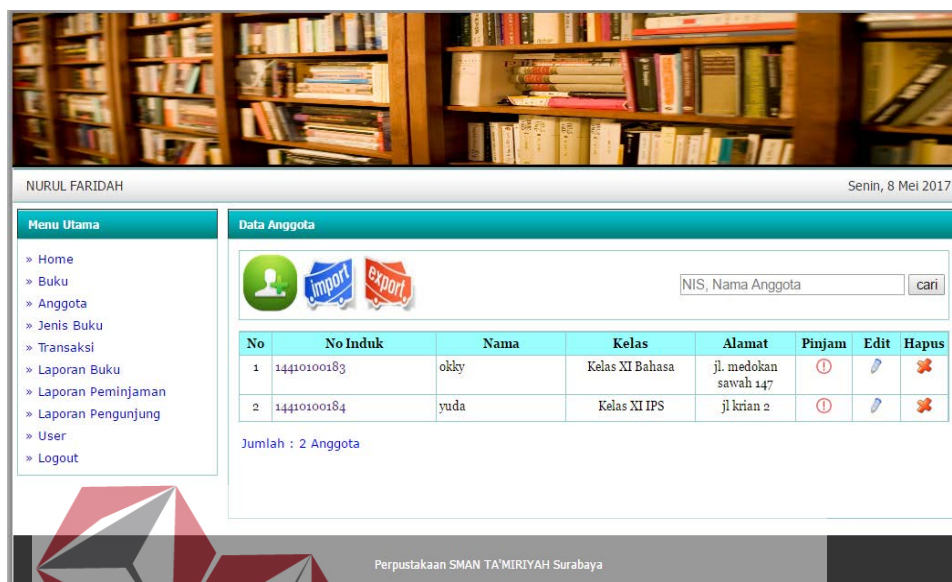 NURUL FARIDAH
Senin, 8 Mei 2017
Menu Utama
» Home
» Buku
» Anggota
» Jenis Buku
» Transaksi
» Laporan Buku
» Laporan Peminjaman
» Laporan Pengunjung
» User
» Logout
Data Anggota
import export NIS, Nama Anggota cari
No No Induk Nama Kelas Alamat Pinjam Edit Hapus
1 14410100183 okky Kelas XI Bahasa jl. medokan
sawah 147
2 14410100184 yuda Kelas XI IPS jl krian 2
Jumlah : 2 Anggota
Perpustakaan SMAN TA'MIRIYAH Surabaya